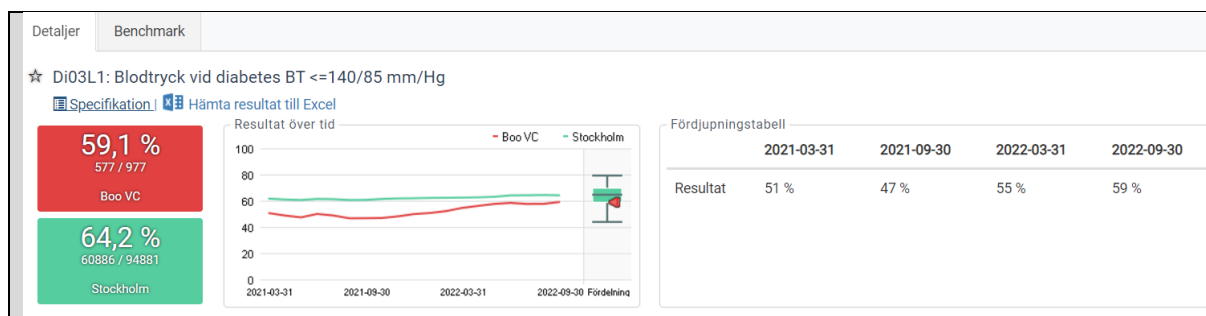 Detaljer
Benchmark
☆ Di03L1: Blodtryck vid diabetes BT <=140/85 mm/Hg
Specifikation | Hämta resultat till Excel
59,1 %
577 / 977
Boo VC
64,2 %
60886 / 94881
Stockholm
Resultat över tid
- Boo VC - Stockholm
100
80
60
40
20
0
2021-03-31 2021-09-30 2022-03-31 2022-09-30 Fördelning
Fördjupningstabell
2021-03-31 2021-09-30 2022-03-31 2022-09-30
Resultat 51 % 47 % 55 % 59 %